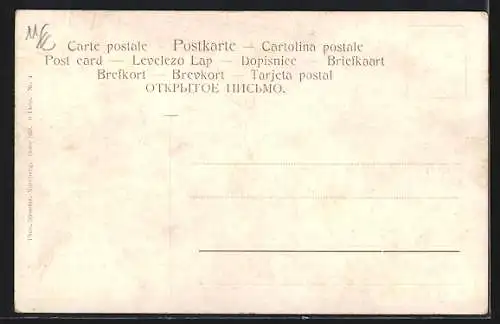 Carte postale — Postkarte — Cartolina postale
Post card — Levelezo Lap — Dopisnice — Briefkaart
Brefkort — Brevkort — Tarjeta postal
ОТКРЫТОЕ ПИСЬМО.